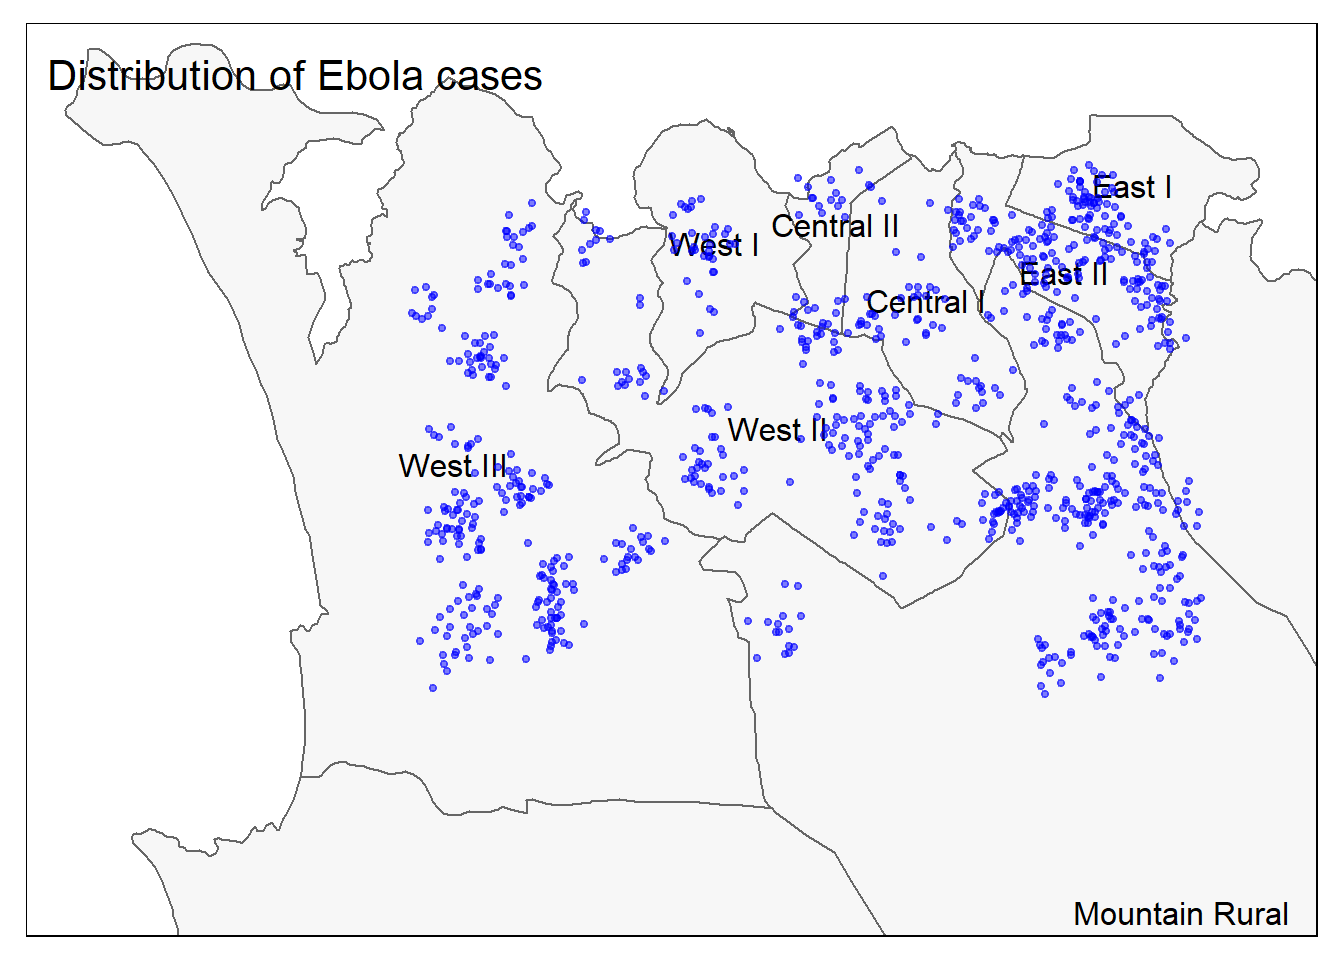 Distribution of Ebola cases
East I
Central II
West I
East II
Central I
West II
West III
Mountain Rural